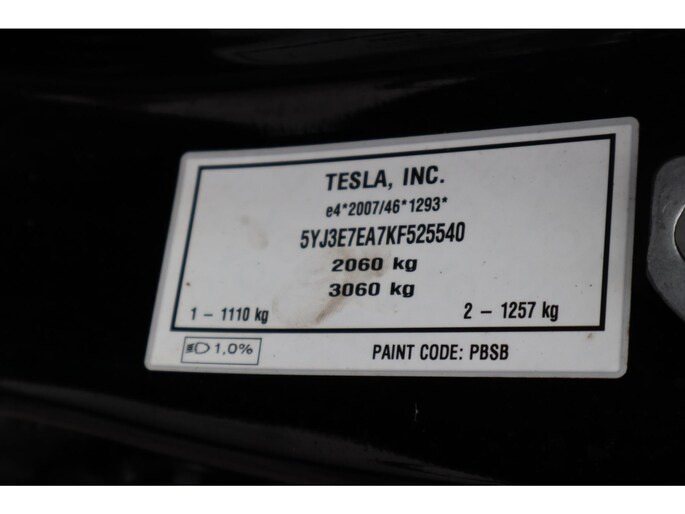 TESLA, INC.
e4*2007/46*1293*
5YJ3E7EA7KF525540
2060 kg
3060 kg
1 – 1110 kg 2 – 1257 kg
1,0% PAINT CODE: PBSB